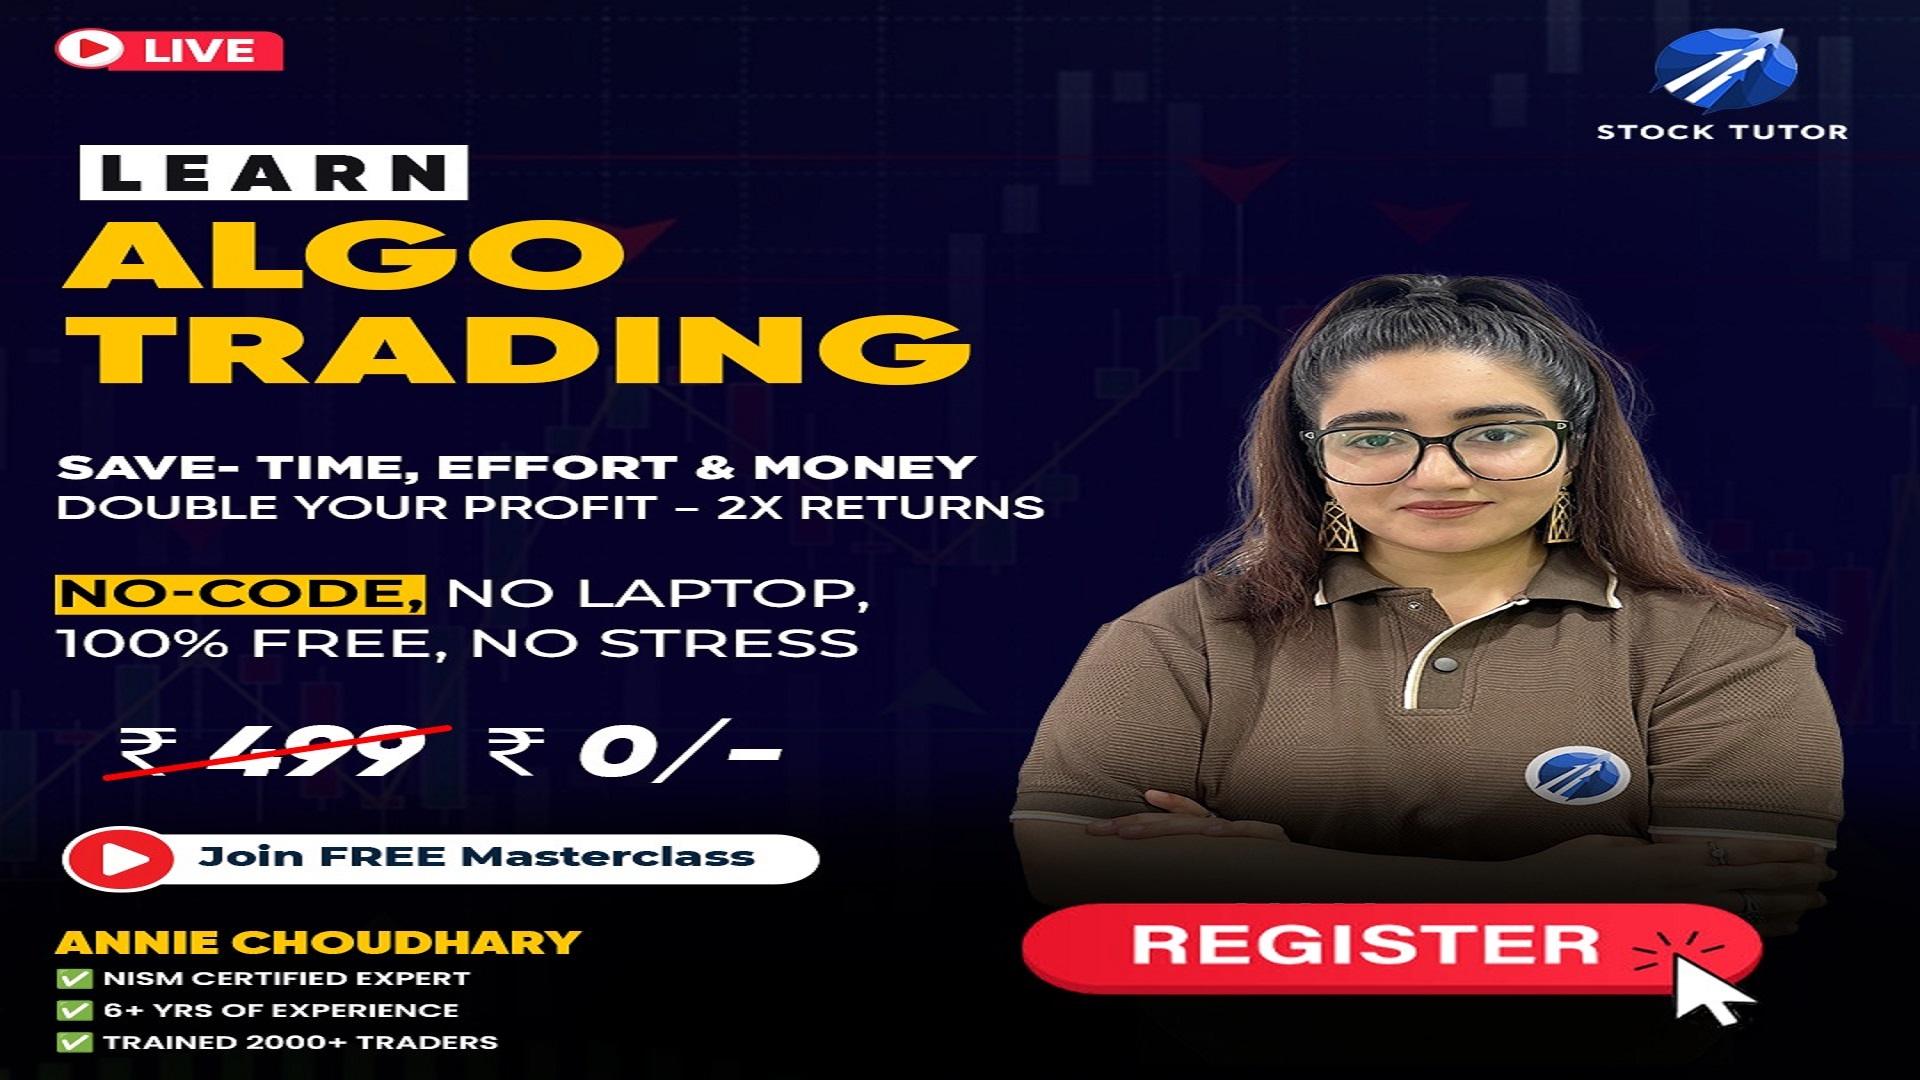 LIVE
STOCK TUTOR
LEARN
ALGO
TRADING
SAVE- TIME, EFFORT & MONEY
DOUBLE YOUR PROFIT – 2X RETURNS
NO-CODE, NO LAPTOP,
100% FREE, NO STRESS
₹ 499 ₹ 0/-
Join FREE Masterclass
ANNIE CHOUDHARY
✅ NISM CERTIFIED EXPERT
✅ 6+ YRS OF EXPERIENCE
✅ TRAINED 2000+ TRADERS
REGISTER